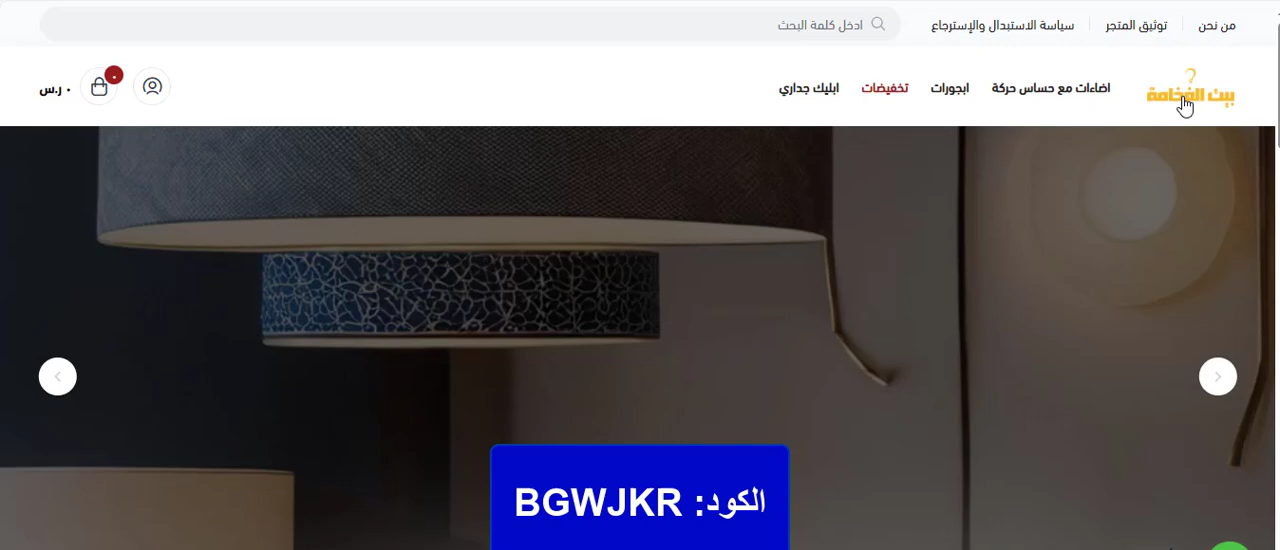 من نحن
توثيق المتجر
سياسة الاستبدال والإسترجاع
ادخل كلمة البحث
بيت الفخامة
اضاءات مع حساس حركة
ابجورات
تخفيضات
ابليك جداري
٠
٠ ر.س
الكود: BGWJKR